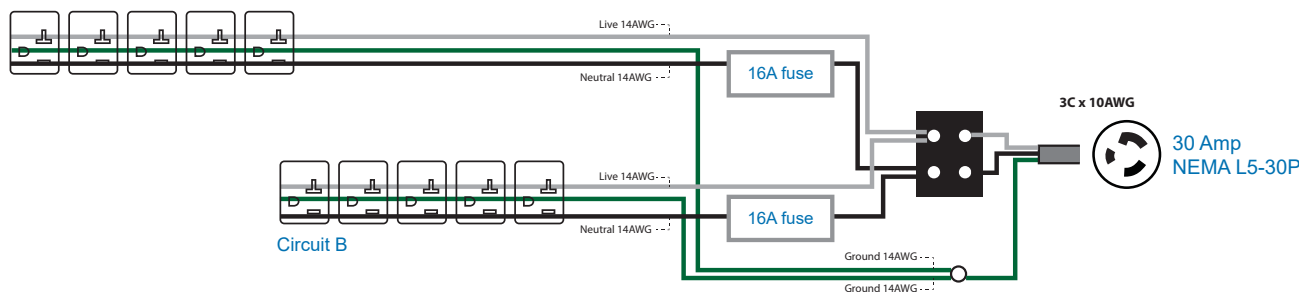 Live 14AWG
16A fuse
Neutral 14AWG
3C x 10AWG
30 Amp
NEMA L5-30P
Live 14AWG
16A fuse
Neutral 14AWG
Circuit B
Ground 14AWG
Ground 14AWG